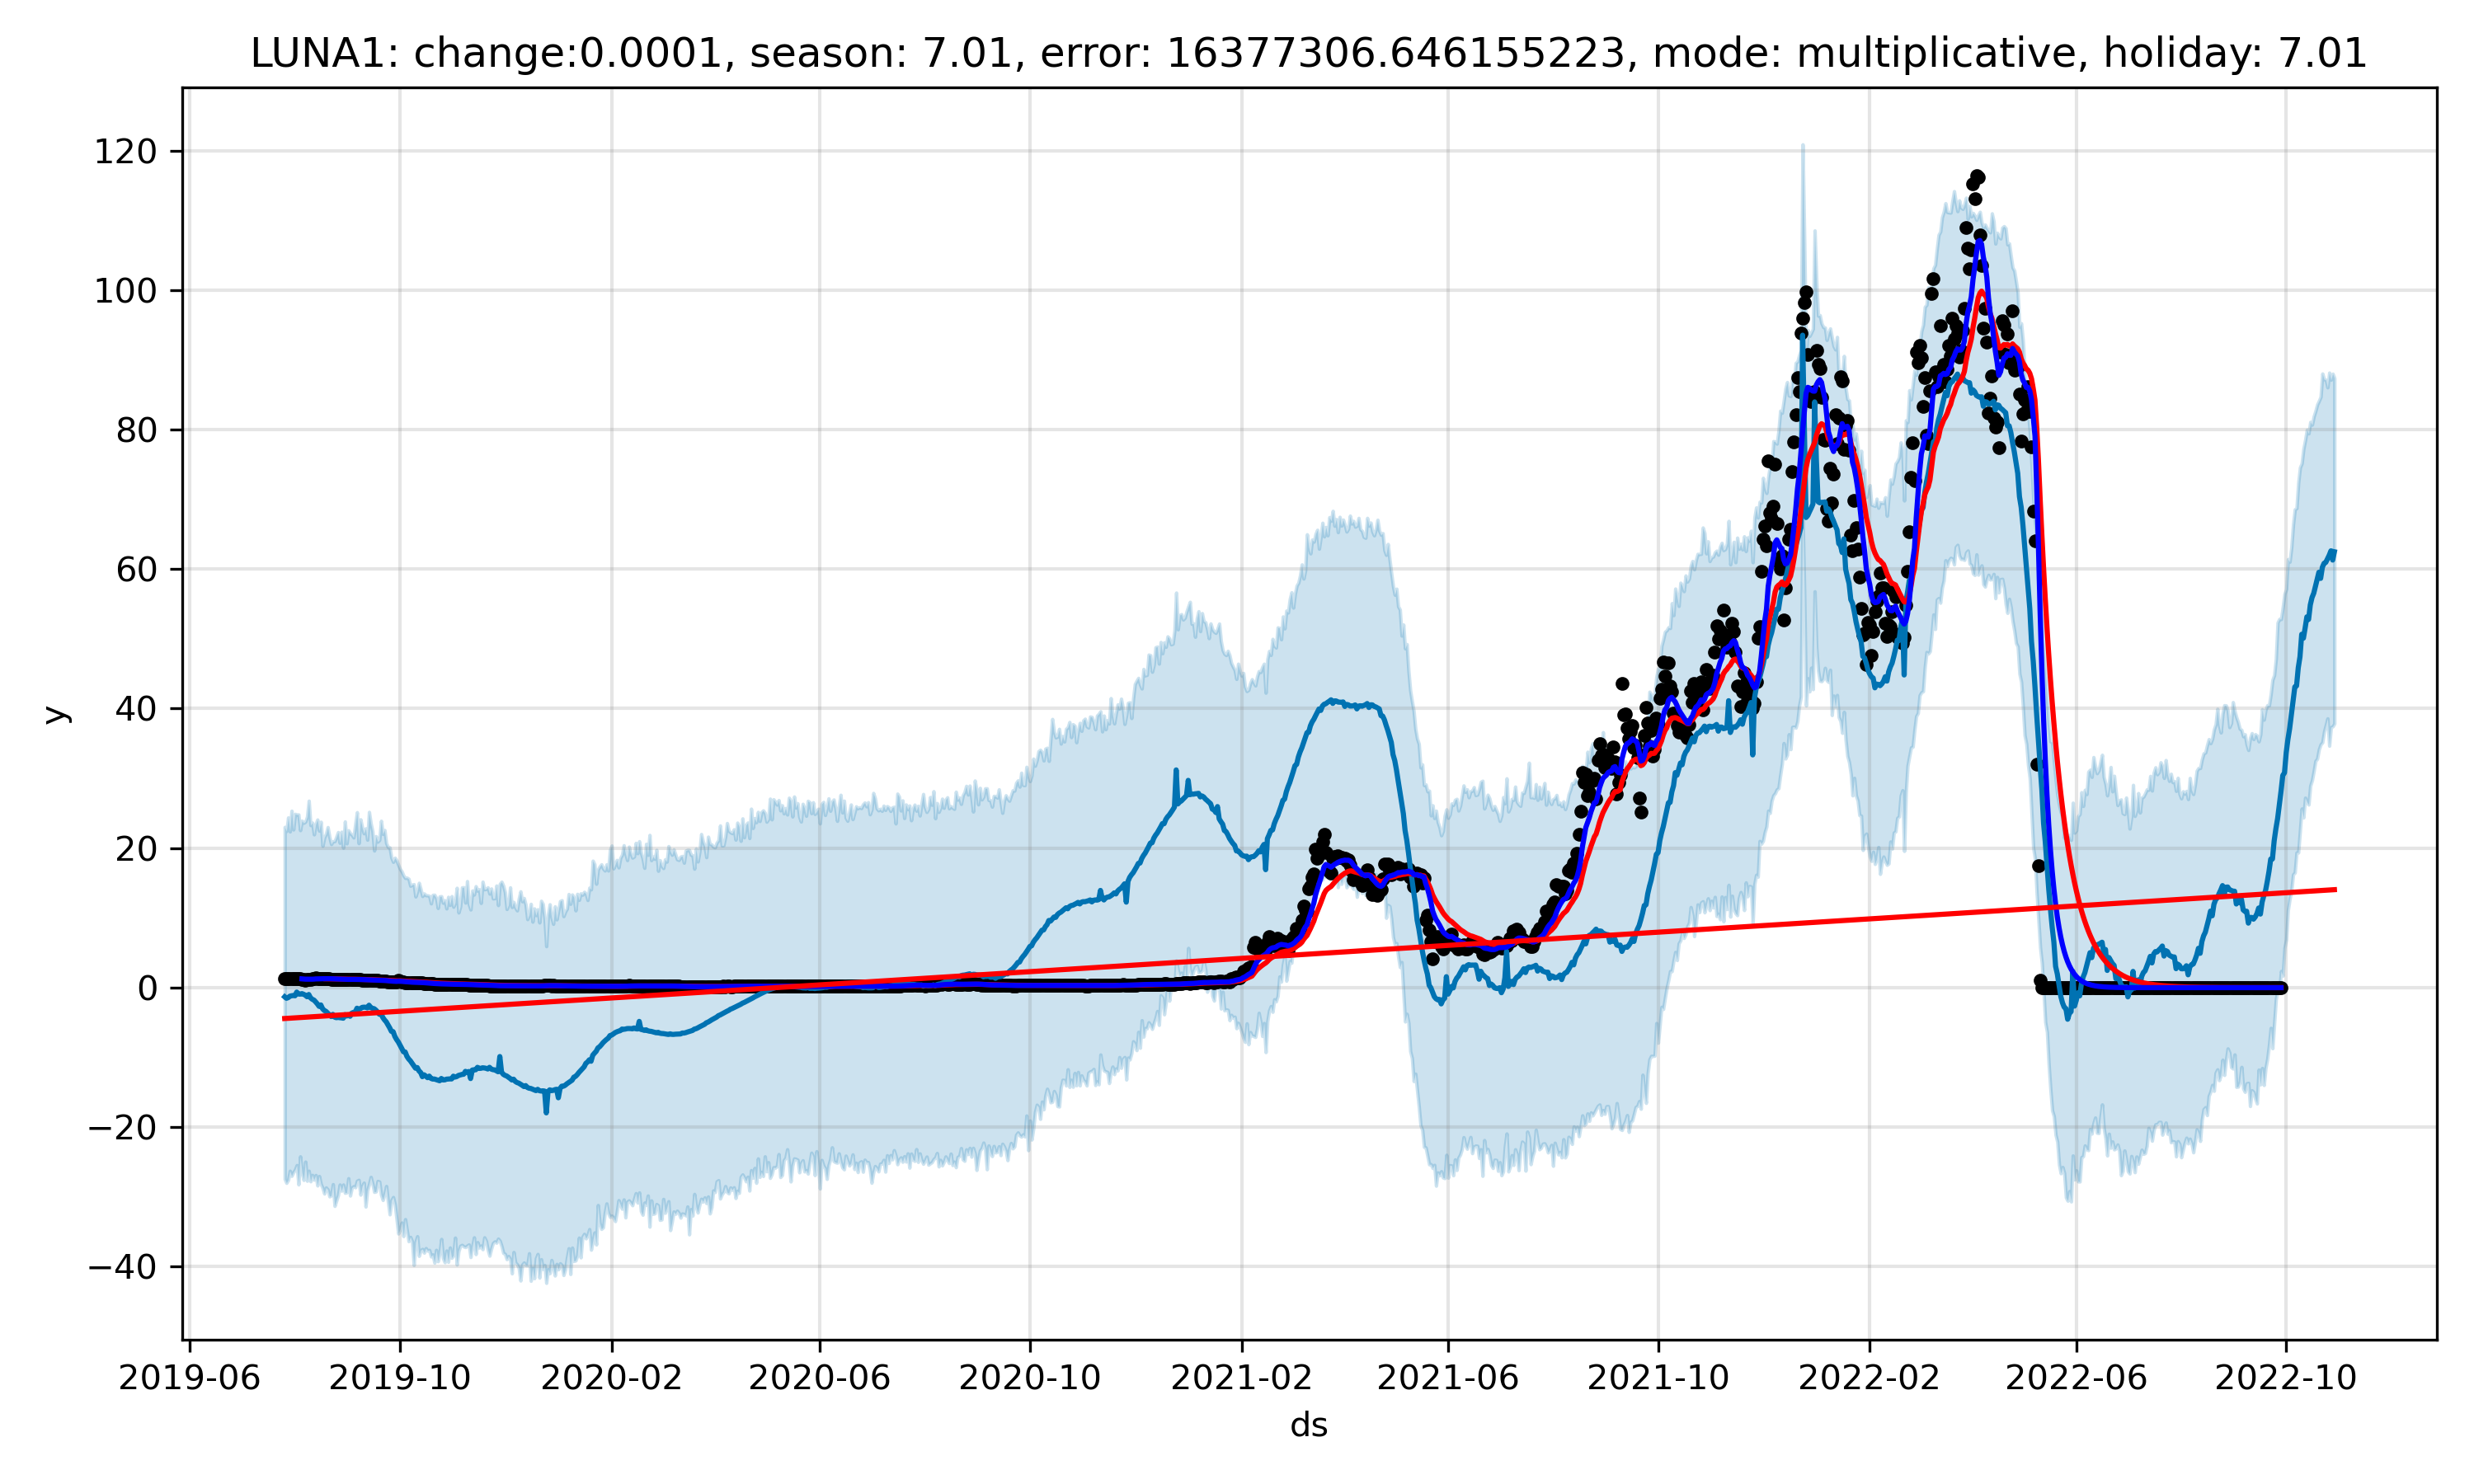 LUNA1: change:0.0001, season: 7.01, error: 16377306.646155223, mode: multiplicative, holiday: 7.01
120
100
80
60
40
20
0
−20
−40
y
2019-06 2019-10 2020-02 2020-06 2020-10 2021-02 2021-06 2021-10 2022-02 2022-06 2022-10
ds